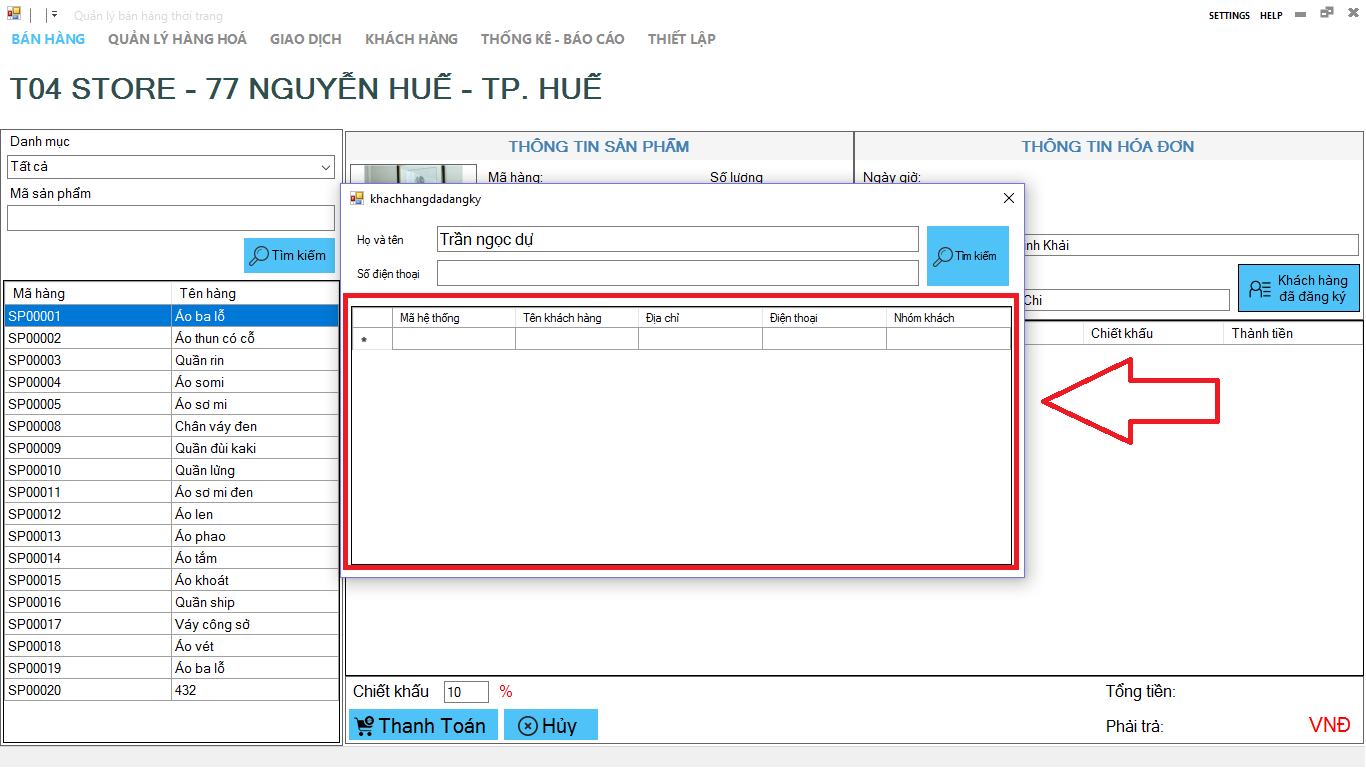 Quản lý bán hàng thời trang
SETTINGS HELP
BÁN HÀNG QUẢN LÝ HÀNG HOÁ GIAO DỊCH KHÁCH HÀNG THỐNG KÊ - BÁO CÁO THIẾT LẬP
T04 STORE - 77 NGUYỄN HUẾ - TP. HUẾ
Danh mục
Tất cả
Mã sản phẩm
Tìm kiếm
Mã hàng Tên hàng
SP00001 Áo ba lỗ
SP00002 Áo thun có cỗ
SP00003 Quần rin
SP00004 Áo somi
SP00005 Áo sơ mi
SP00008 Chân váy đen
SP00009 Quần đùi kaki
SP00010 Quần lửng
SP00011 Áo sơ mi đen
SP00012 Áo len
SP00013 Áo phao
SP00014 Áo tắm
SP00015 Áo khoát
SP00016 Quần ship
SP00017 Váy công sở
SP00018 Áo vét
SP00019 Áo ba lỗ
SP00020 432
THÔNG TIN SẢN PHẨM
Mã hàng: Số lượng
THÔNG TIN HÓA ĐƠN
Ngày giờ:
nh Khải
Chi
Khách hàng
đã đăng ký
Chiết khấu Thành tiền
khachhangdadangky
Họ và tên Trần ngọc dự
Số điện thoại
Tìm kiếm
Mã hệ thống Tên khách hàng Địa chỉ Điện thoại Nhóm khách
*
Chiết khấu 10 %
Thanh Toán Hủy
Tổng tiền:
Phải trả: VNĐ